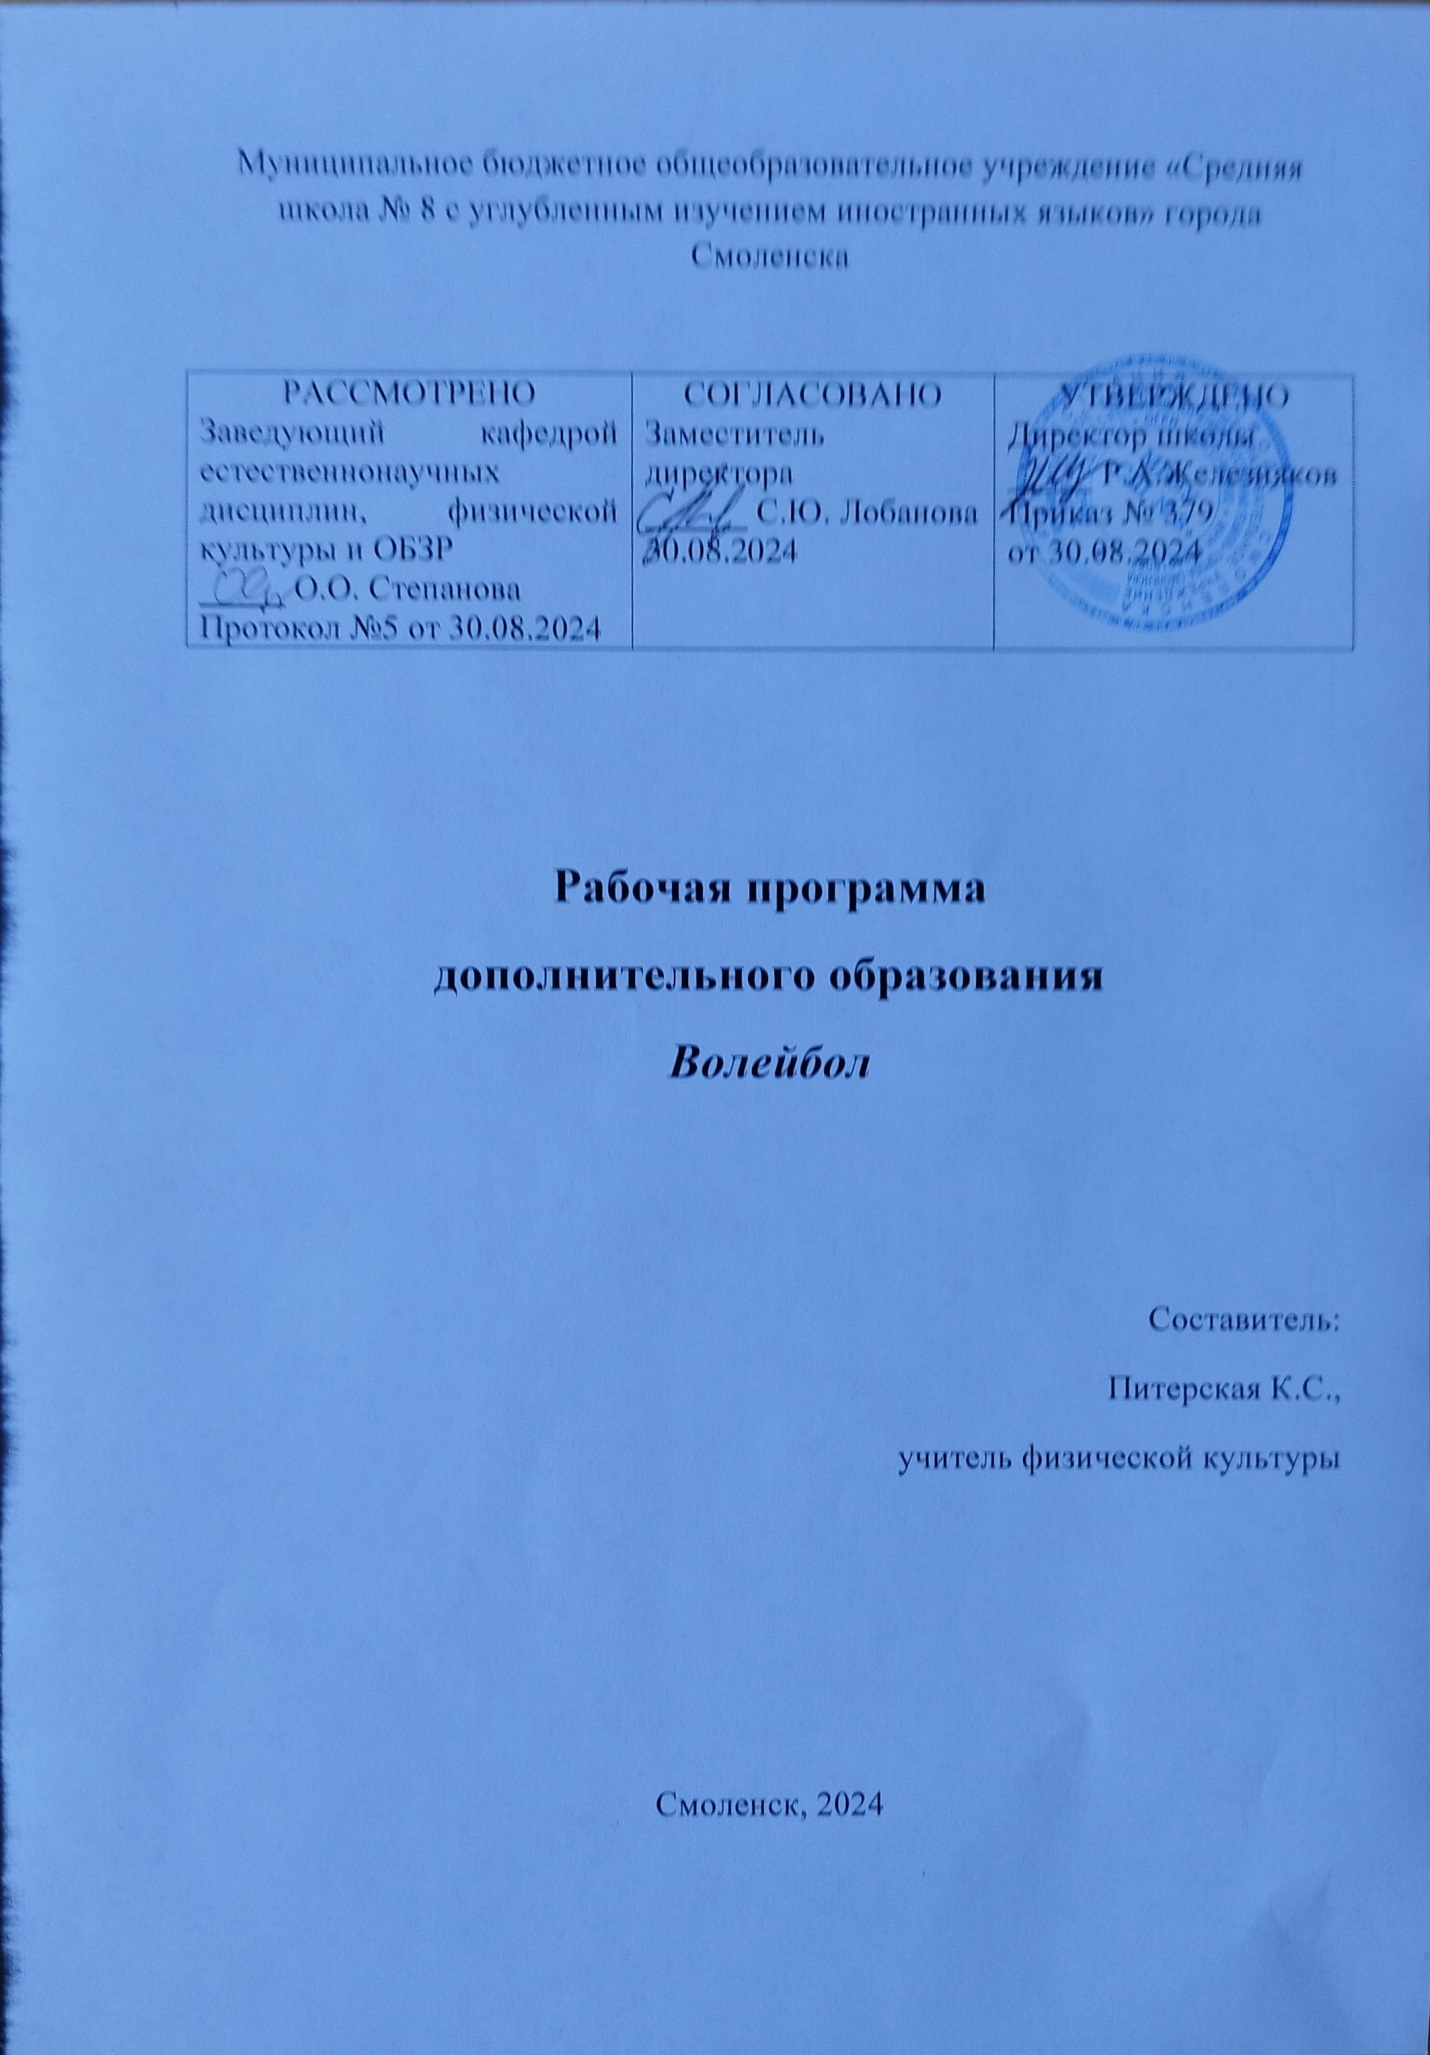 Муниципальное бюджетное общеобразовательное учреждение «Средняя
школа № 8 с углубленным изучением иностранных языков» города
Смоленска
РАССМОТРЕНО
Заведующий кафедрой
естественнонаучных
дисциплин, физической
культуры и ОБЗР
О.О. Степанова
Протокол №5 от 30.08.2024
СОГЛАСОВАНО
Заместитель
директора
С.Ю. Лобанова
30.08.2024
УТВЕРЖДЕНО
Директор школы
Р.А.Железняков
Приказ № 379
от 30.08.2024
Рабочая программа
дополнительного образования
Волейбол
Составитель:
Питерская К.С.,
учитель физической культуры
Смоленск, 2024